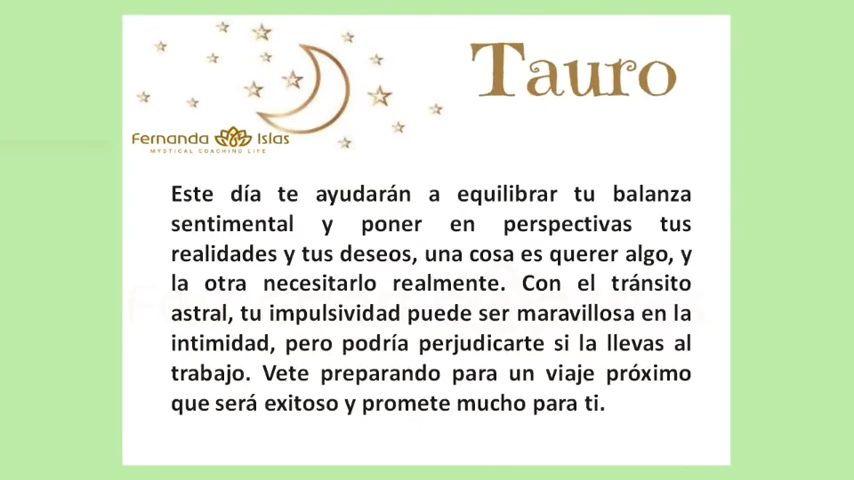 Tauro
Fernanda Islas
MYSTICAL COACHING LIFE
Este día te ayudarán a equilibrar tu balanza
sentimental y poner en perspectivas tus
realidades y tus deseos, una cosa es querer algo, y
la otra necesitarlo realmente. Con el tránsito
astral, tu impulsividad puede ser maravillosa en la
intimidad, pero podría perjudicarte si la llevas al
trabajo. Vete preparando para un viaje próximo
que será exitoso y promete mucho para ti.